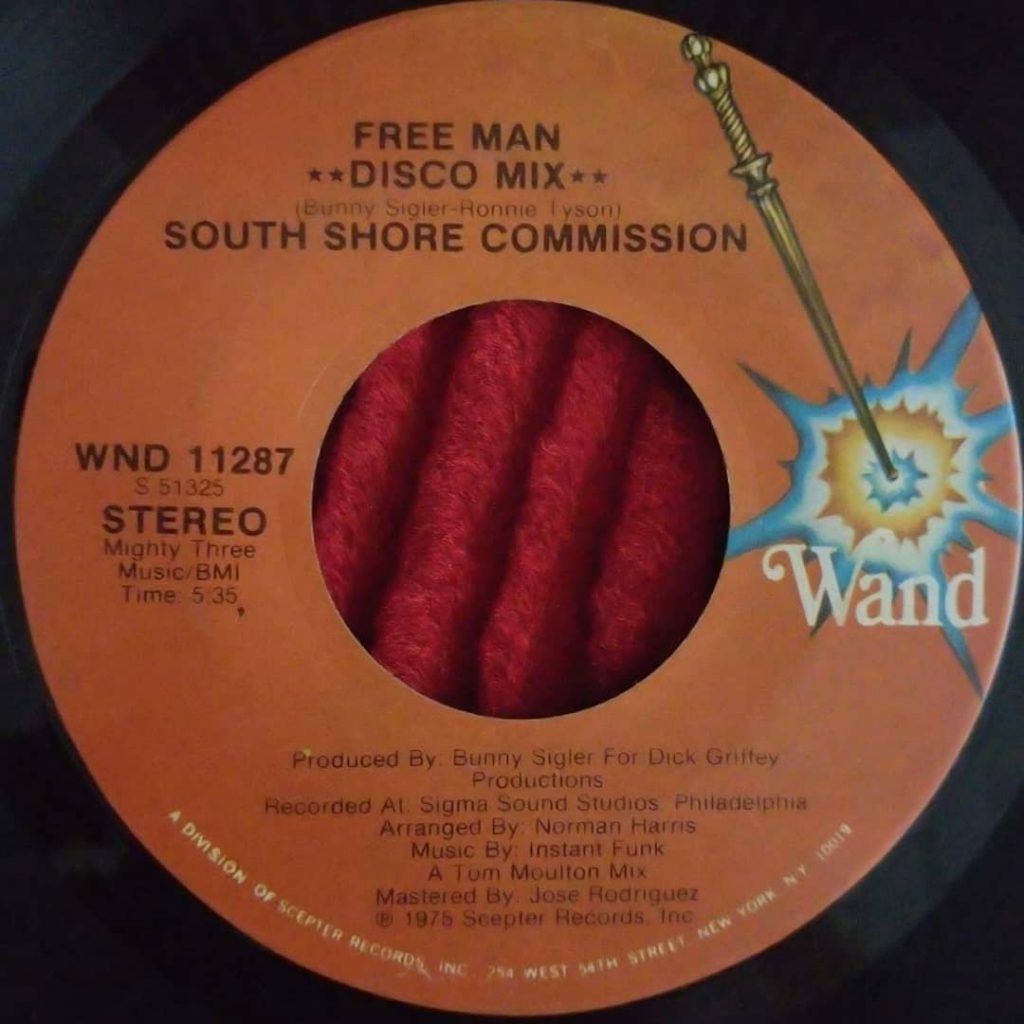 FREE MAN
**DISCO MIX**
(Bunny Sigler-Ronnie Tyson)
SOUTH SHORE COMMISSION
WND 11287
S 51325
STEREO
Mighty Three
Music/BMI
Time: 5:35
Wand
Produced By: Bunny Sigler For Dick Griffey
Productions
Recorded At: Sigma Sound Studios, Philadelphia
Arranged By: Norman Harris
Music By: Instant Funk
A Tom Moulton Mix
Mastered By: Jose Rodriguez
℗ 1975 Scepter Records, Inc.
A DIVISION OF SCEPTER RECORDS, INC. 254 WEST 54TH STREET, NEW YORK, N.Y. 10019